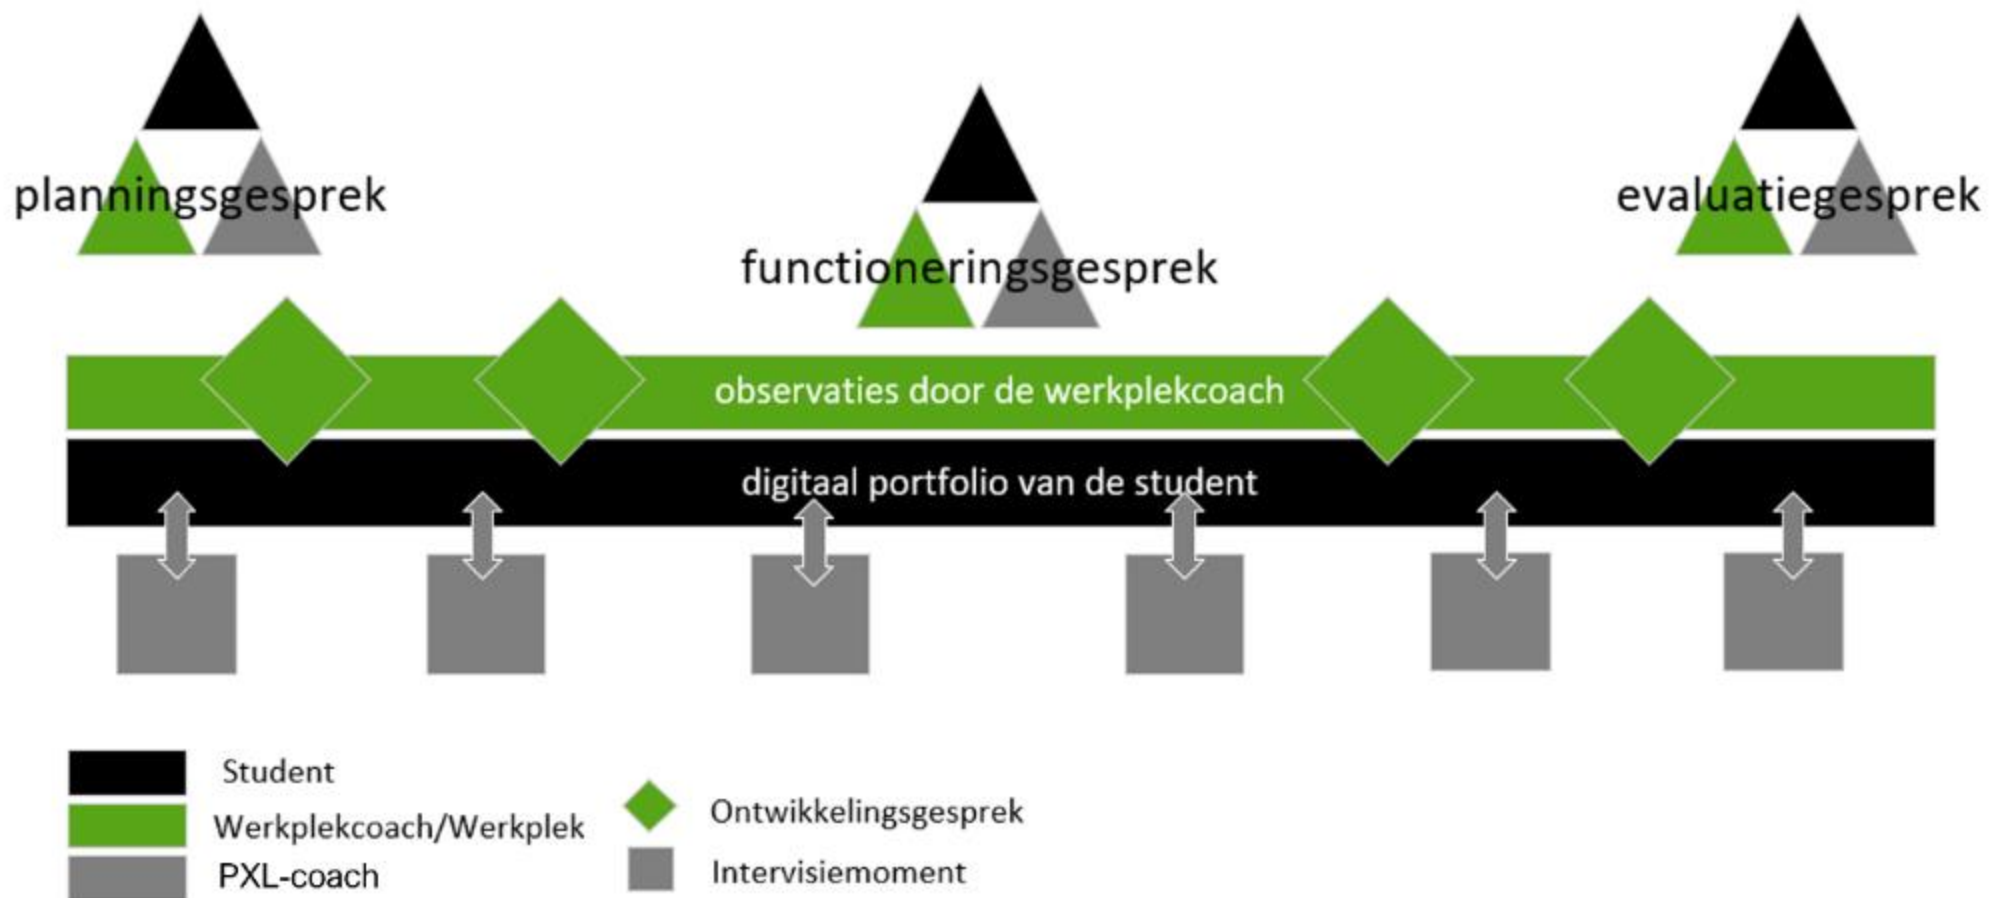 planningsgesprek
evaluatiegesprek
functioneringsgesprek
observaties door de werkplekcoach
digitaal portfolio van de student
Student
Werkplekcoach/Werkplek
PXL-coach
Ontwikkelingsgesprek
Intervisiemoment